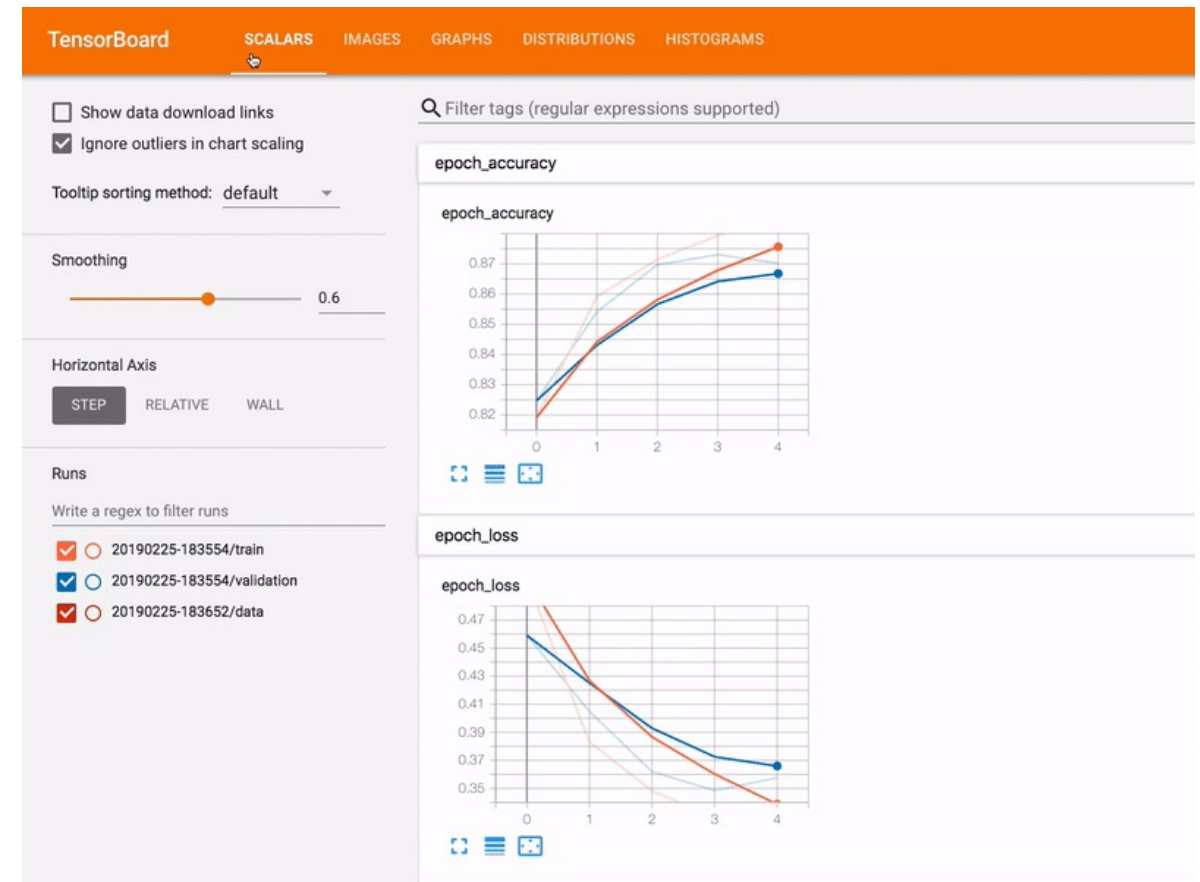 TensorBoard SCALARS IMAGES GRAPHS DISTRIBUTIONS HISTOGRAMS
Show data download links
Ignore outliers in chart scaling
Tooltip sorting method: default
Smoothing
0.6
Horizontal Axis
STEP RELATIVE WALL
Runs
Write a regex to filter runs
20190225-183554/train
20190225-183554/validation
20190225-183652/data
Filter tags (regular expressions supported)
epoch_accuracy
epoch_accuracy
0.87
0.86
0.85
0.84
0.83
0.82
0 1 2 3 4
epoch_loss
epoch_loss
0.47
0.45
0.43
0.41
0.39
0.37
0.35
0 1 2 3 4